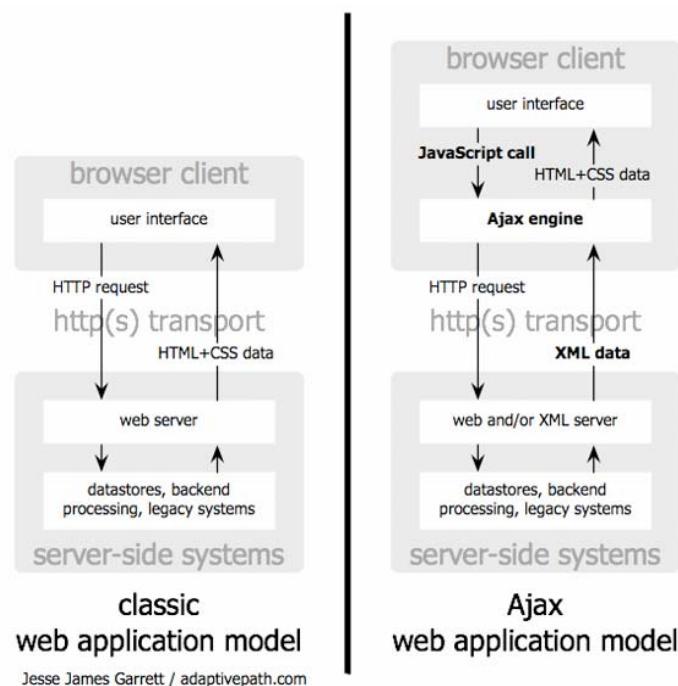 browser client
user interface
HTTP request
http(s) transport
HTML+CSS data
web server
datastores, backend
processing, legacy systems
server-side systems
classic
web application model
Jesse James Garrett / adaptivepath.com
browser client
user interface
JavaScript call
HTML+CSS data
Ajax engine
HTTP request
http(s) transport
XML data
web and/or XML server
datastores, backend
processing, legacy systems
server-side systems
Ajax
web application model